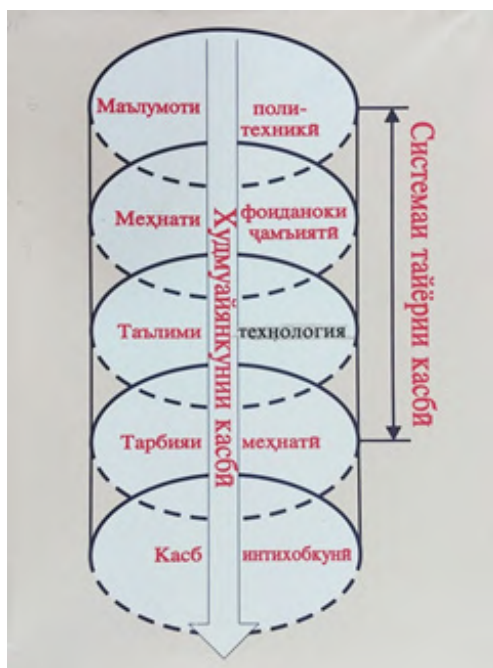 Маълумоти поли-
техникӣ
Меҳнати фоиданоки
ҷамъиятӣ
Таълими технология
Тарбияи меҳнатӣ
Касб интихобкунӣ
Худмуайянкунии касбӣ
Системаи тайёрии касбӣ